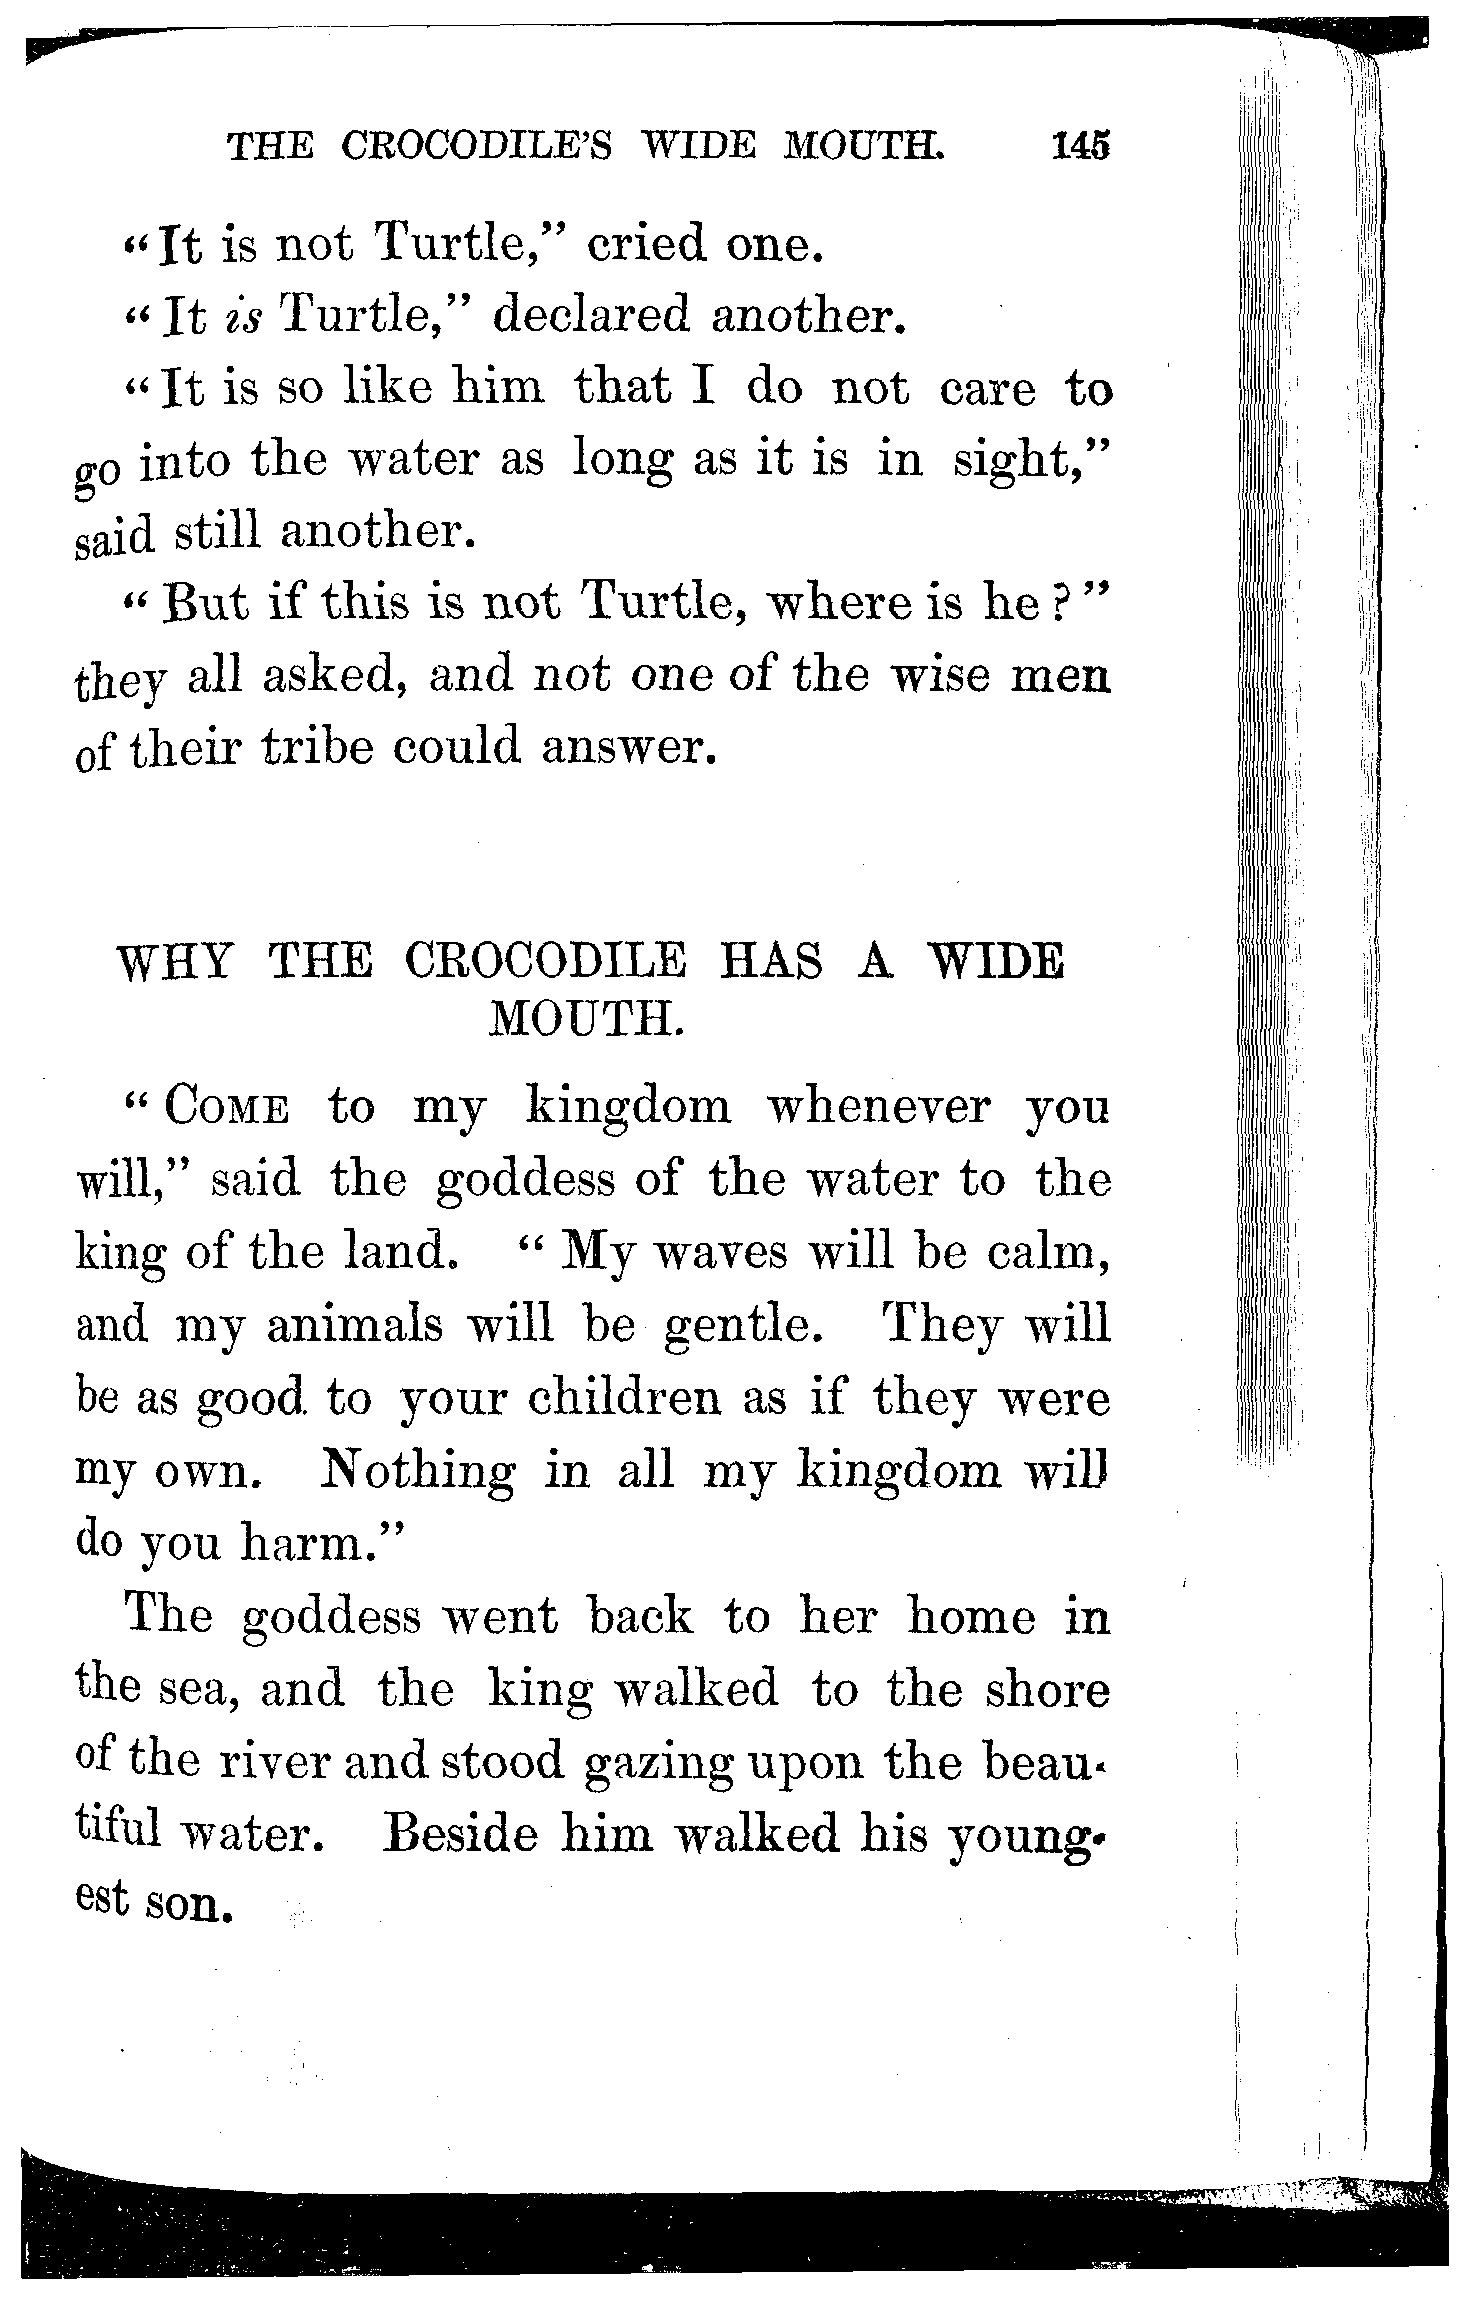 THE CROCODILE'S WIDE MOUTH. 145
"It is not Turtle," cried one.
"It is Turtle," declared another.
"It is so like him that I do not care to
go into the water as long as it is in sight,"
said still another.
"But if this is not Turtle, where is he?"
they all asked, and not one of the wise men
of their tribe could answer.
WHY THE CROCODILE HAS A WIDE
MOUTH.
"COME to my kingdom whenever you
will," said the goddess of the water to the
king of the land. "My waves will be calm,
and my animals will be gentle. They will
be as good to your children as if they were
my own. Nothing in all my kingdom will
do you harm."
The goddess went back to her home in
the sea, and the king walked to the shore
of the river and stood gazing upon the beau-
tiful water. Beside him walked his young-
est son.